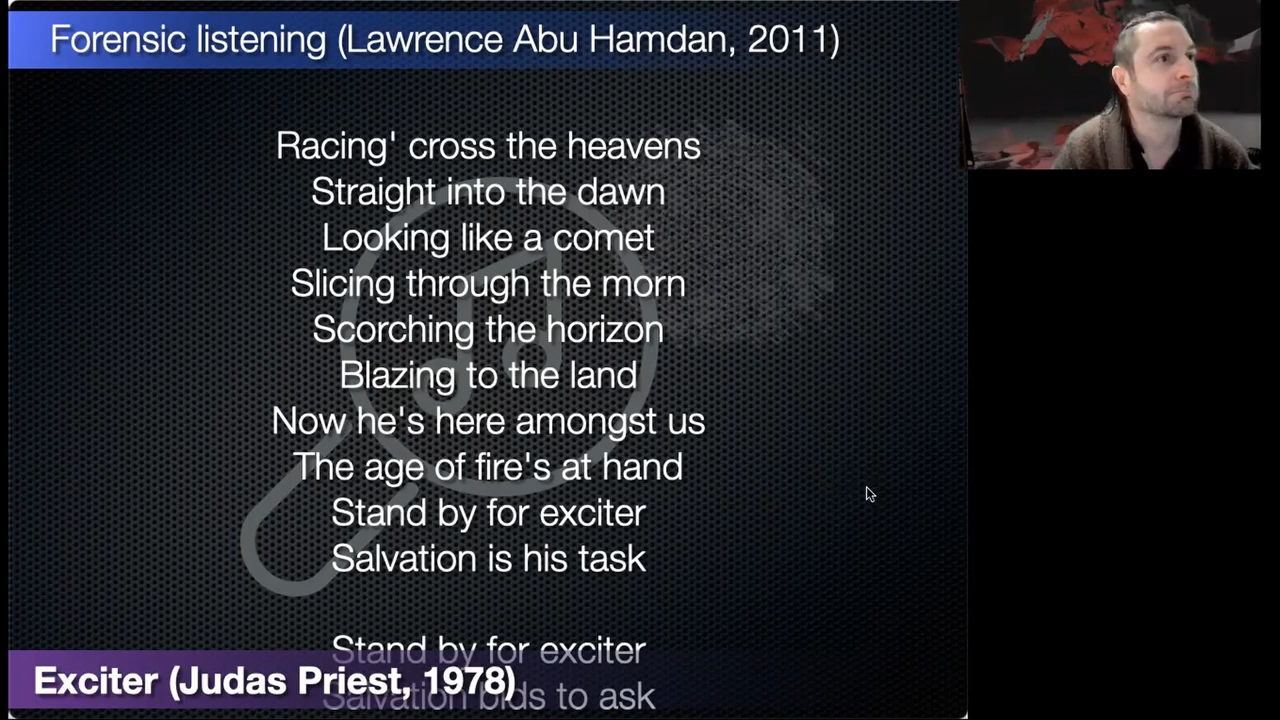 Forensic listening (Lawrence Abu Hamdan, 2011)
Racing' cross the heavens
Straight into the dawn
Looking like a comet
Slicing through the morn
Scorching the horizon
Blazing to the land
Now he's here amongst us
The age of fire's at hand
Stand by for exciter
Salvation is his task
Stand by for exciter
Exciter (Judas Priest, 1978)
Salvation bids to ask